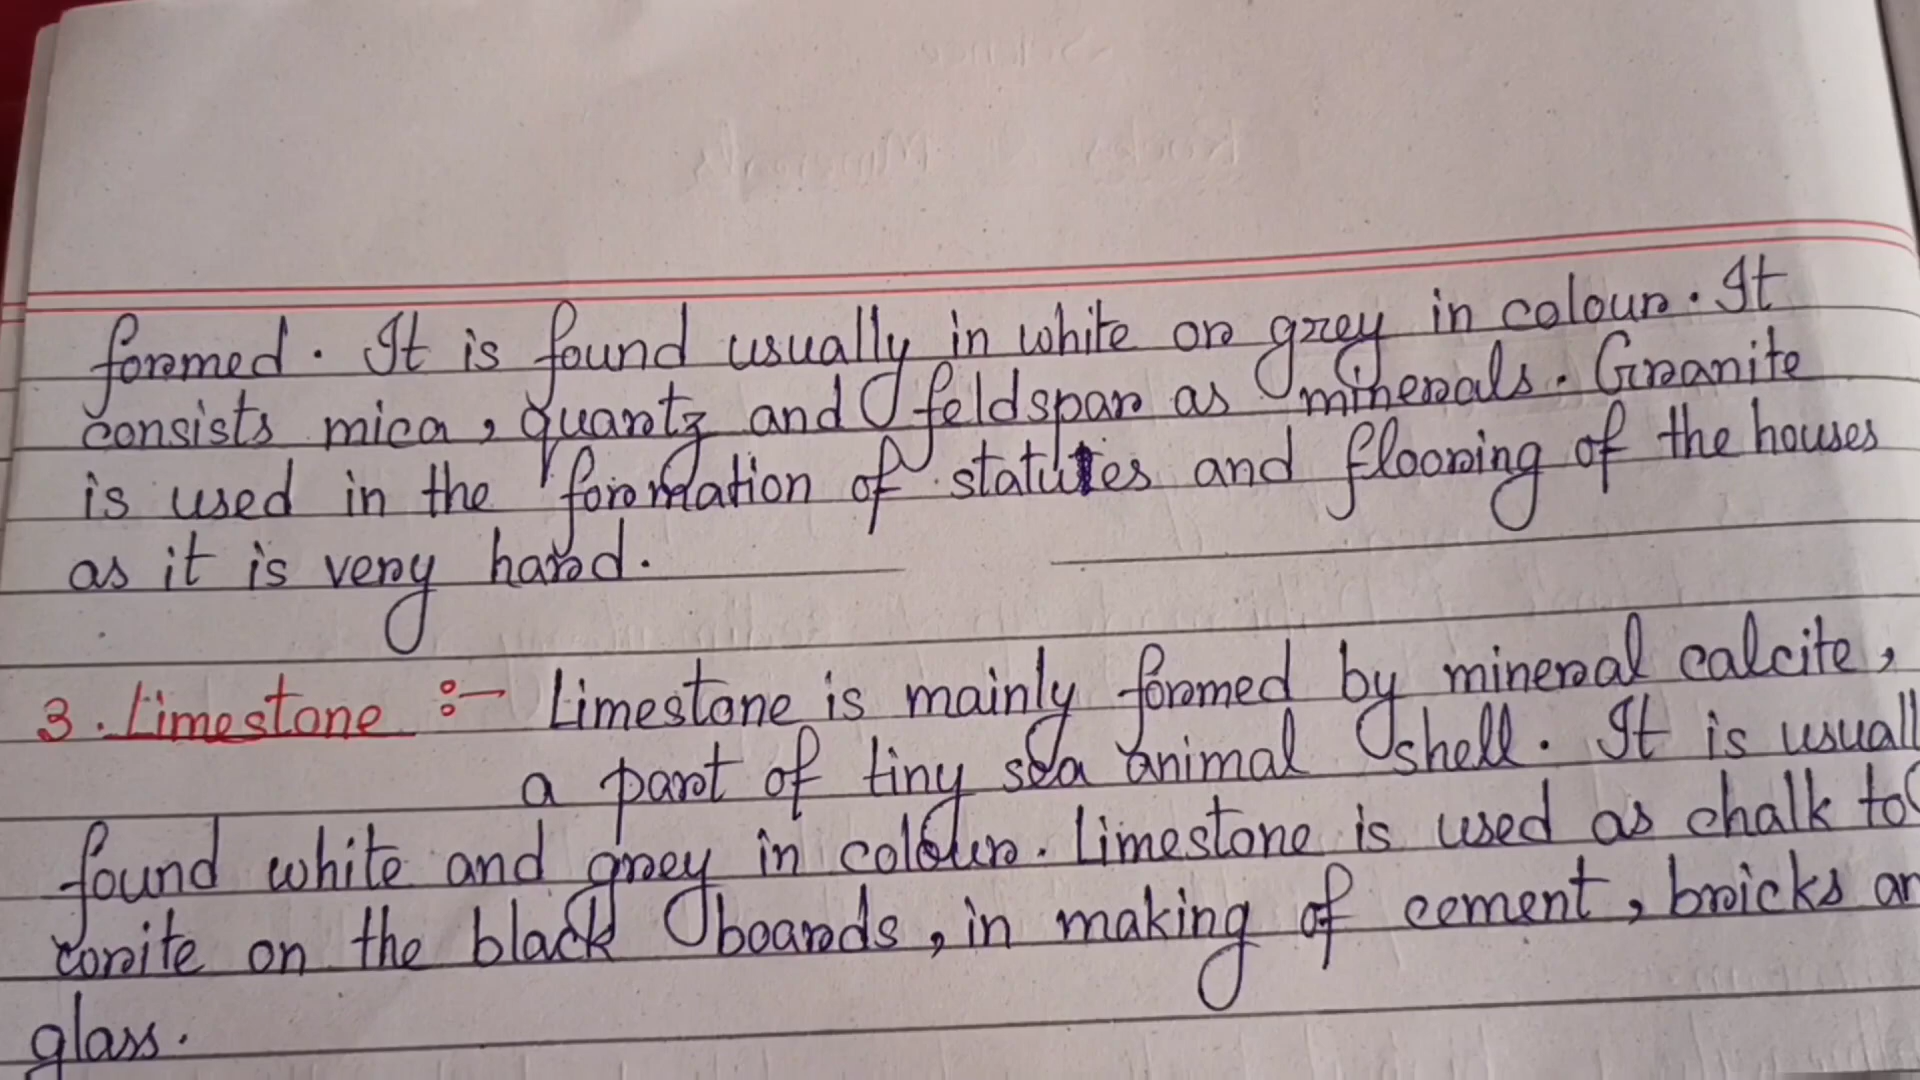 formed. It is found usually in white or grey in colour. It
consists mica, quartz and feldspar as minerals. Granite
is used in the formation of statutes and flooring of the houses
as it is very hard.
3. Limestone :- Limestone is mainly formed by mineral calcite,
a part of tiny sea animal shell. It is usuall
found white and grey in colour. Limestone is used as chalk to
write on the black boards, in making of cement, bricks an
glass.